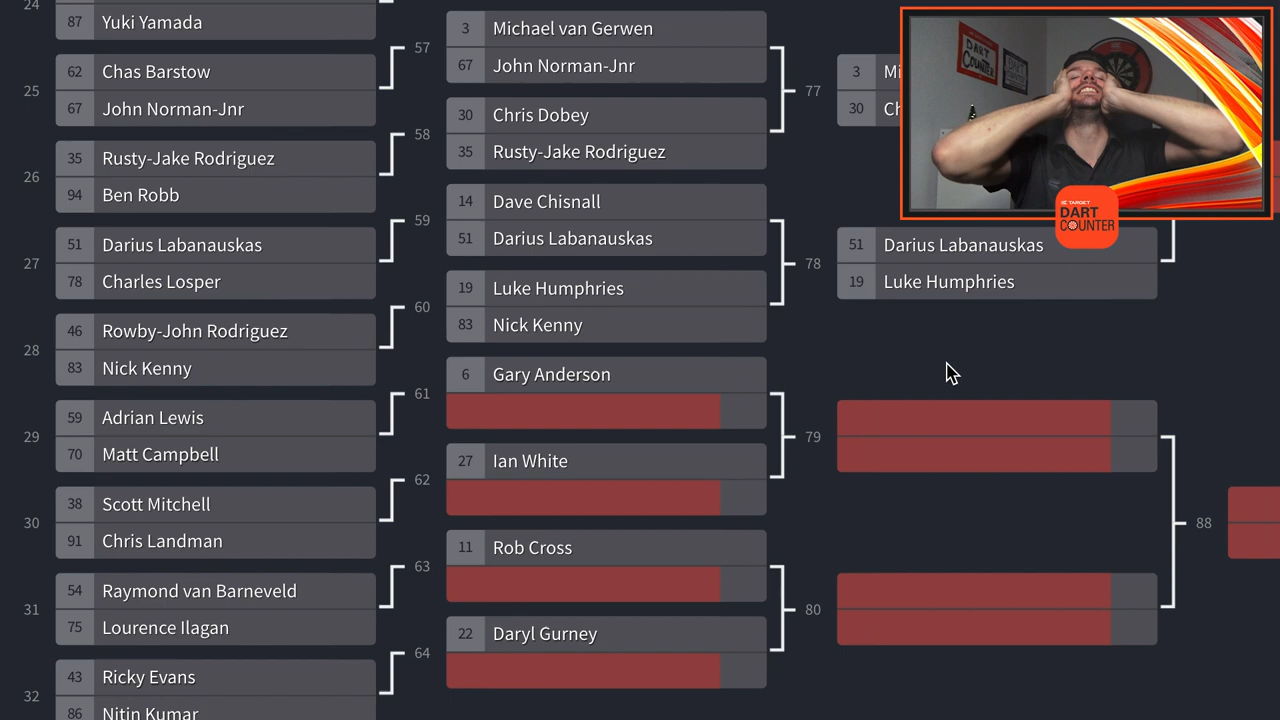 24
87 Yuki Yamada
25
62 Chas Barstow
67 John Norman-Jnr
26
35 Rusty-Jake Rodriguez
94 Ben Robb
27
51 Darius Labanauskas
78 Charles Losper
28
46 Rowby-John Rodriguez
83 Nick Kenny
29
59 Adrian Lewis
70 Matt Campbell
30
38 Scott Mitchell
91 Chris Landman
31
54 Raymond van Barneveld
75 Lourence Ilagan
32
43 Ricky Evans
86 Nitin Kumar
57
3 Michael van Gerwen
67 John Norman-Jnr
58
30 Chris Dobey
35 Rusty-Jake Rodriguez
59
14 Dave Chisnall
51 Darius Labanauskas
60
19 Luke Humphries
83 Nick Kenny
61
6 Gary Anderson
62
27 Ian White
63
11 Rob Cross
64
22 Daryl Gurney
77
3 Mi
30 Ch
78
51 Darius Labanauskas
19 Luke Humphries
79
80
88
DART
COUNTER
TARGET
DART
COUNTER